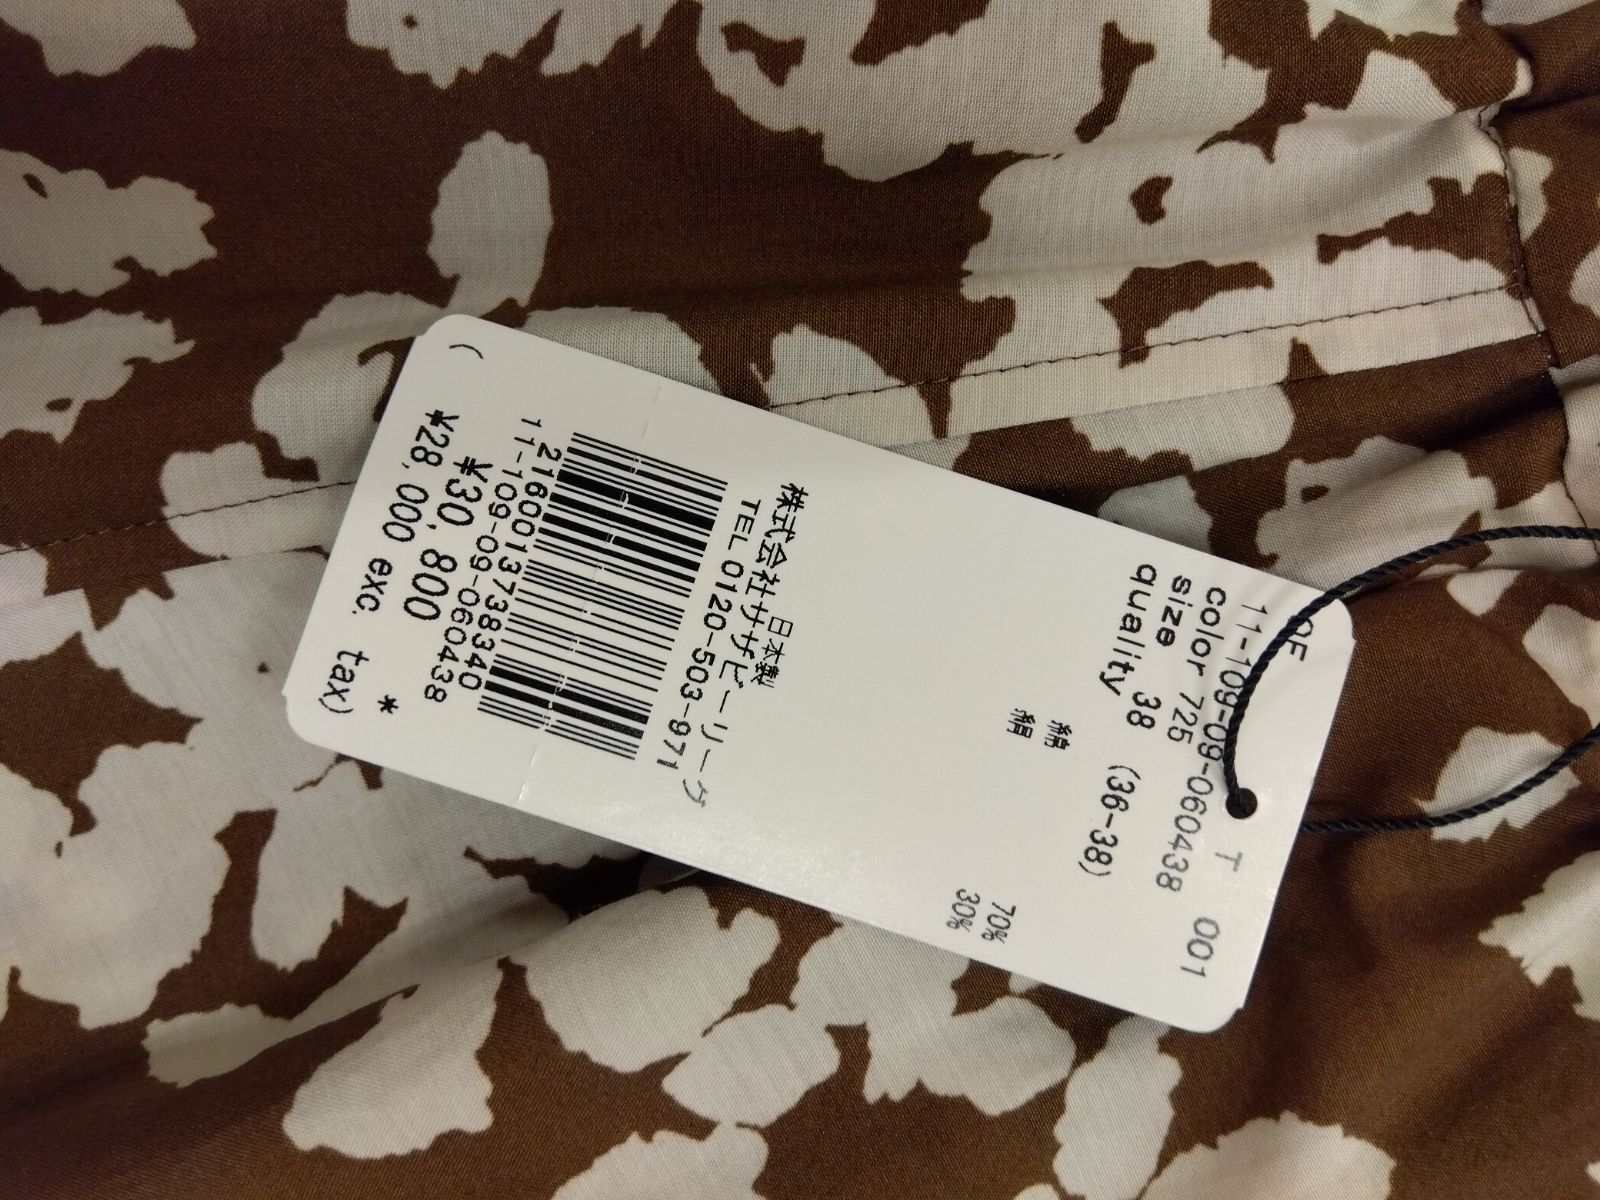 QF T 001
11-109-09-060438
color 725
size 38 (36-38)
quality
綿 70%
絹 30%
日本製
株式会社サザビーリーグ
TEL 0120-503-971
2160013738340
11-109-09-060438
¥30,800 *
(¥28,000 exc. tax)